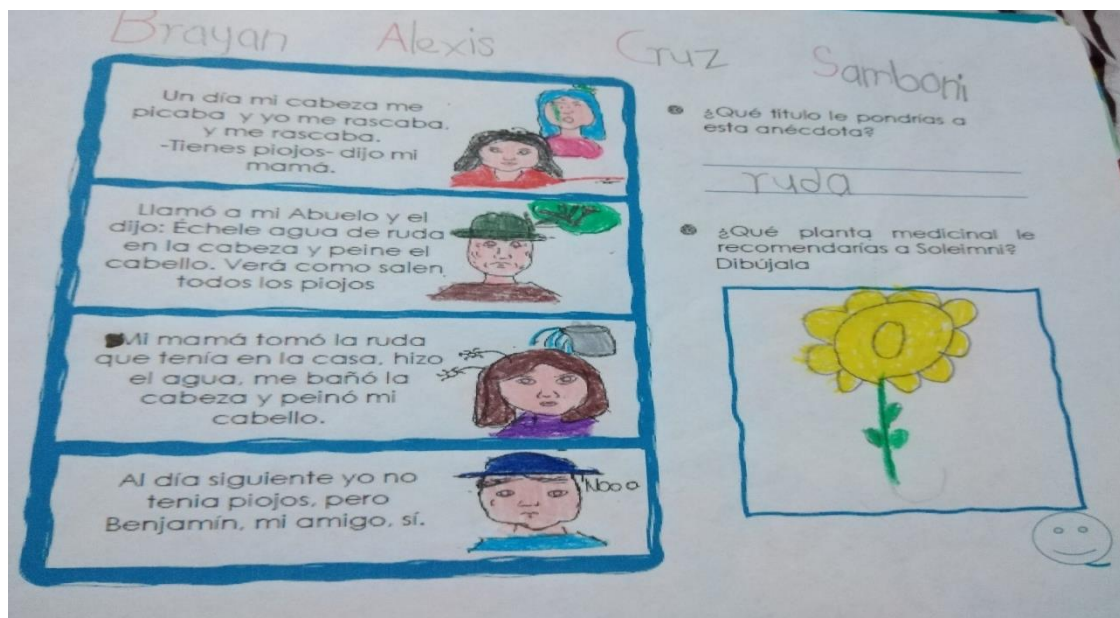 Brayan Alexis Cruz Samboni
Un día mi cabeza me
picaba y yo me rascaba,
y me rascaba.
-Tienes piojos- dijo mi
mamá.
Llamó a mi Abuelo y el
dijo: Échele agua de ruda
en la cabeza y peine el
cabello. Verá como salen
todos los piojos
Mi mamá tomó la ruda
que tenía en la casa, hizo
el agua, me bañó la
cabeza y peinó mi
cabello.
Al día siguiente yo no
tenia piojos, pero
Benjamín, mi amigo, sí.
Nooo
¿Qué título le pondrías a
esta anécdota?
ruda
¿Qué planta medicinal le
recomendarías a Soleimni?
Dibújala